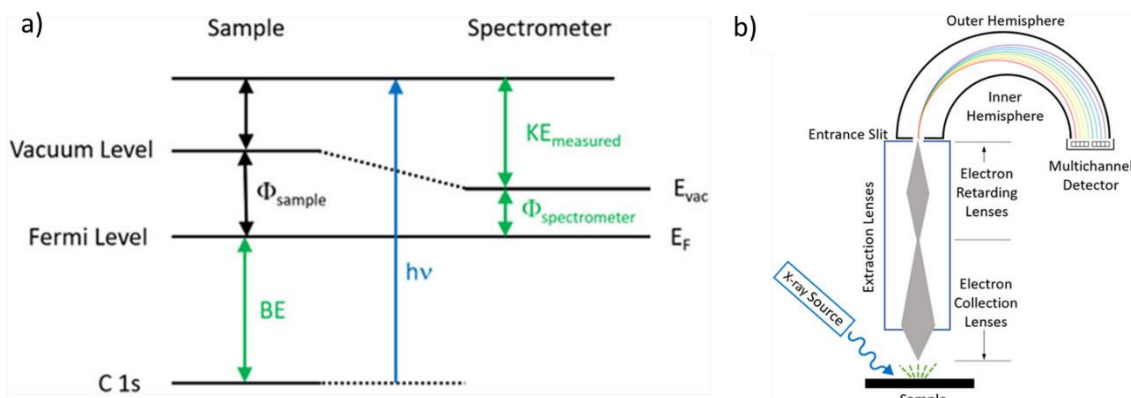 a)
Sample
Spectrometer
KEmeasured
Vacuum Level
Φsample
Evac
Φspectrometer
Fermi Level
EF
hν
BE
C 1s
b)
Outer Hemisphere
Inner
Hemisphere
Entrance Slit
Multichannel
Detector
Electron
Retarding
Lenses
Extraction Lenses
X-ray Source
Electron
Collection
Lenses
Sample